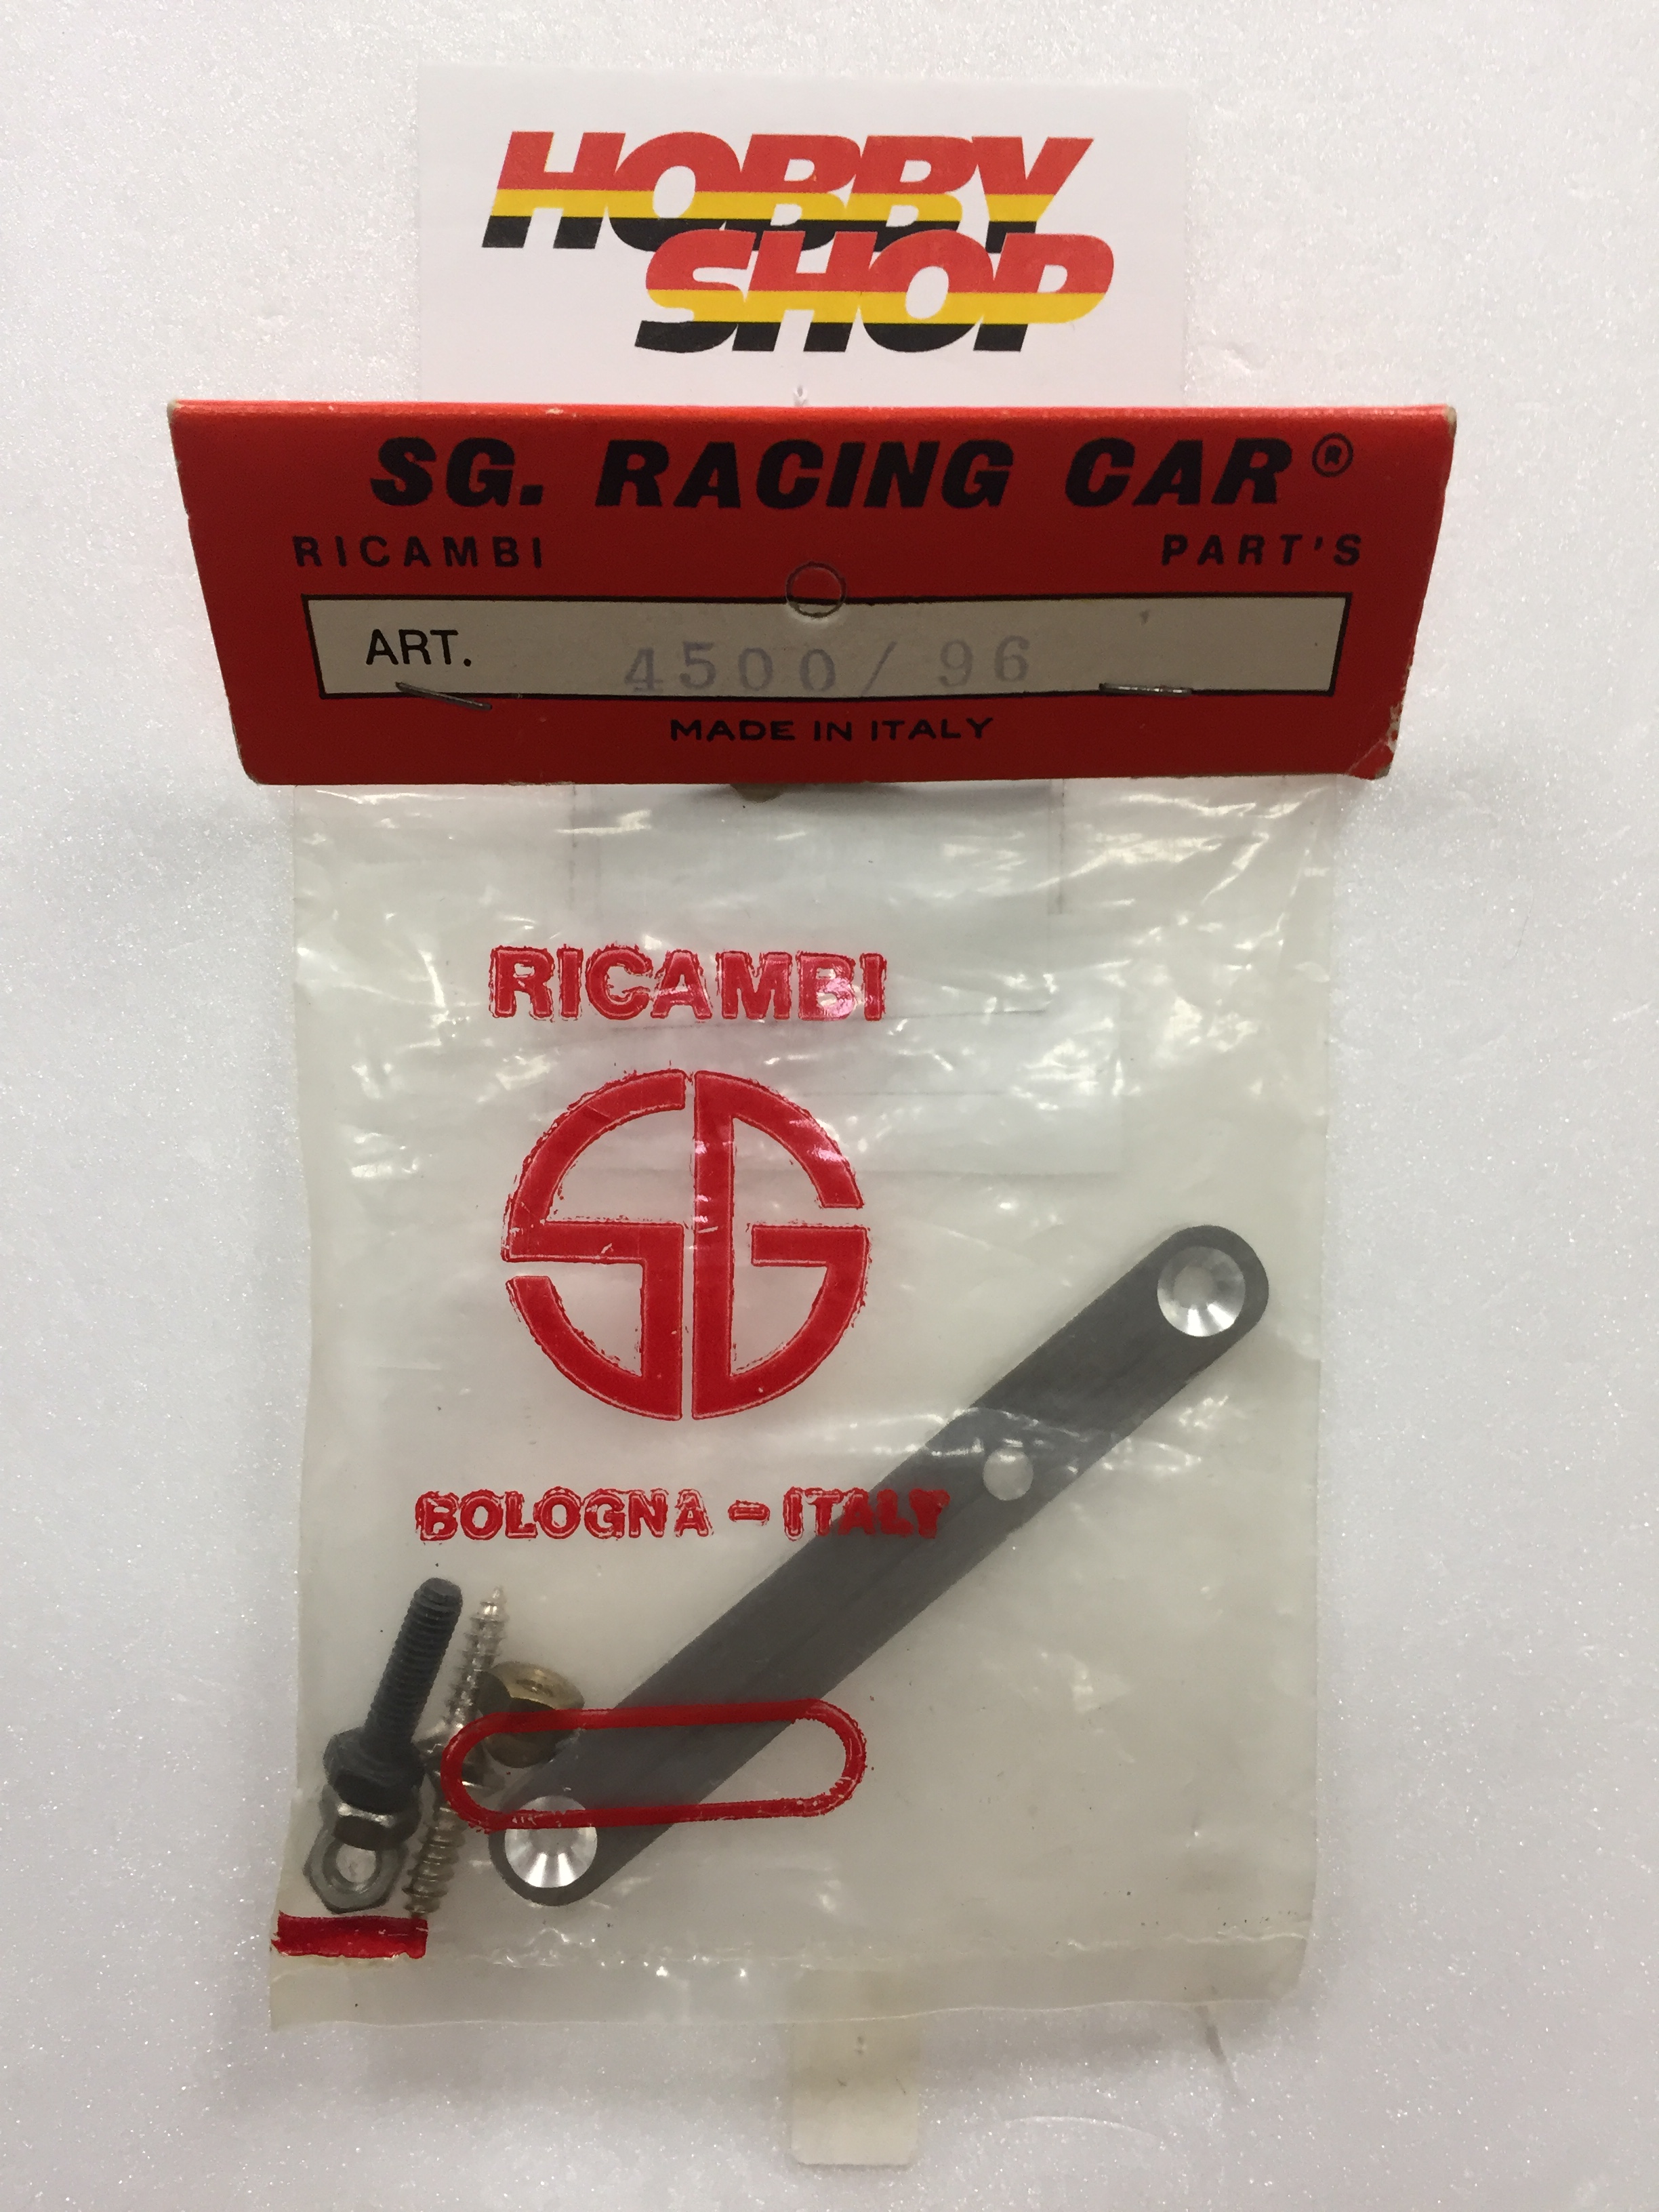 HOBBY
SHOP
SG. RACING CAR®
RICAMBI PART'S
ART. 4500/96
MADE IN ITALY
RICAMBI
SG
BOLOGNA - ITALY